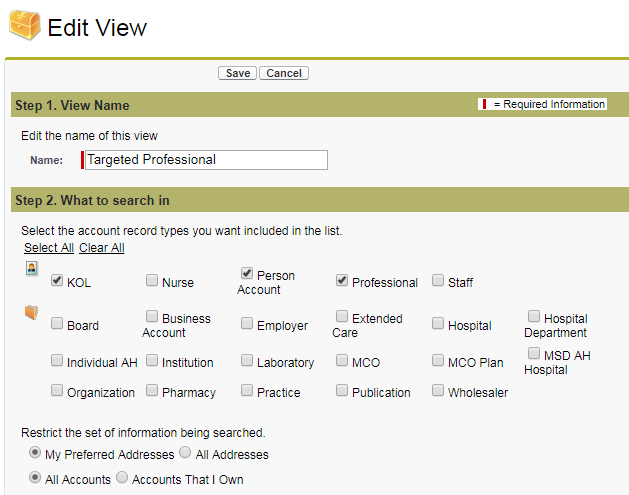 Edit View
Save Cancel
Step 1. View Name
= Required Information
Edit the name of this view
Name: Targeted Professional
Step 2. What to search in
Select the account record types you want included in the list.
Select All Clear All
KOL Nurse Person Account Professional Staff
Board Business Account Employer Extended Care Hospital Hospital Department
Individual AH Institution Laboratory MCO MCO Plan MSD AH Hospital
Organization Pharmacy Practice Publication Wholesaler
Restrict the set of information being searched.
My Preferred Addresses All Addresses
All Accounts Accounts That I Own